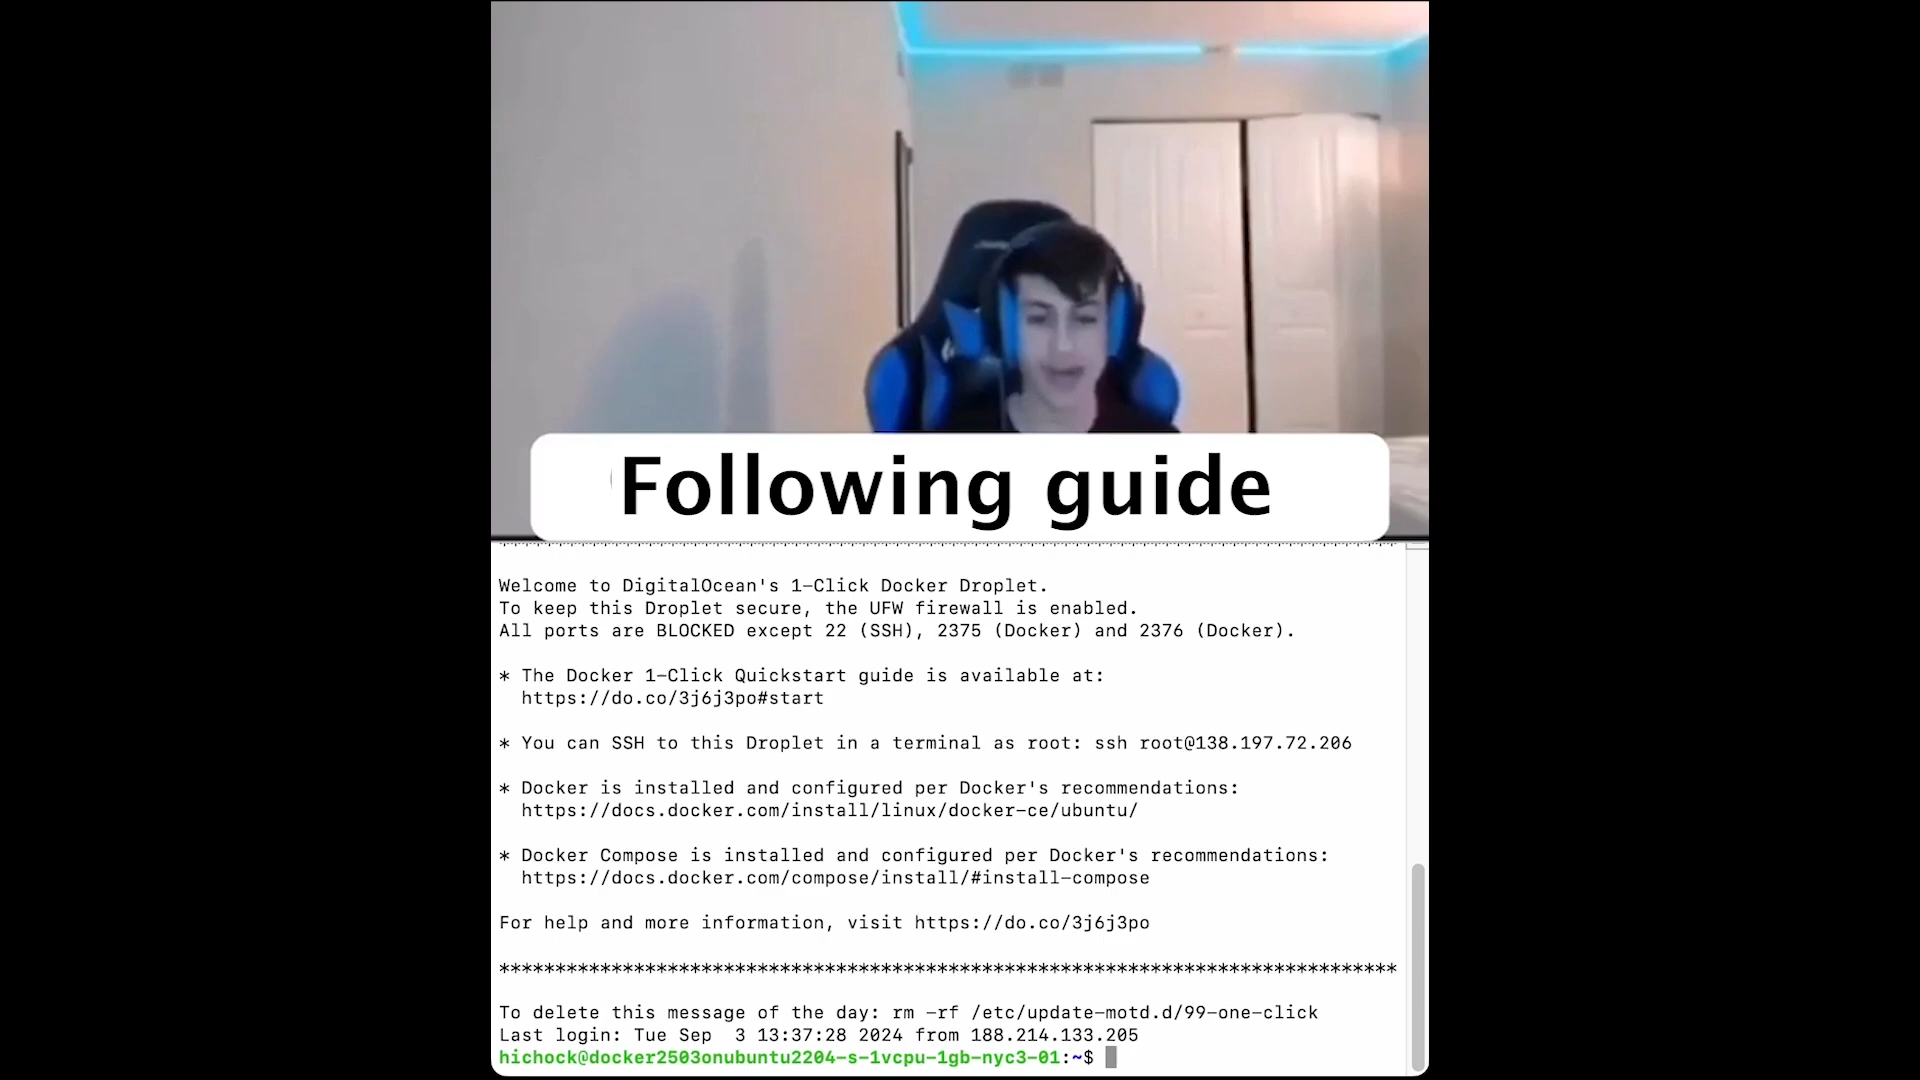 Following guide
Welcome to DigitalOcean's 1-Click Docker Droplet.
To keep this Droplet secure, the UFW firewall is enabled.
All ports are BLOCKED except 22 (SSH), 2375 (Docker) and 2376 (Docker).
* The Docker 1-Click Quickstart guide is available at:
https://do.co/3j6j3po#start
* You can SSH to this Droplet in a terminal as root: ssh root@138.197.72.206
* Docker is installed and configured per Docker's recommendations:
https://docs.docker.com/install/linux/docker-ce/ubuntu/
* Docker Compose is installed and configured per Docker's recommendations:
https://docs.docker.com/compose/install/#install-compose
For help and more information, visit https://do.co/3j6j3po
********************************************************************************
To delete this message of the day: rm -rf /etc/update-motd.d/99-one-click
Last login: Tue Sep  3 13:37:28 2024 from 188.214.133.205
hichock@docker2503onubuntu2204-s-1vcpu-1gb-nyc3-01:~$